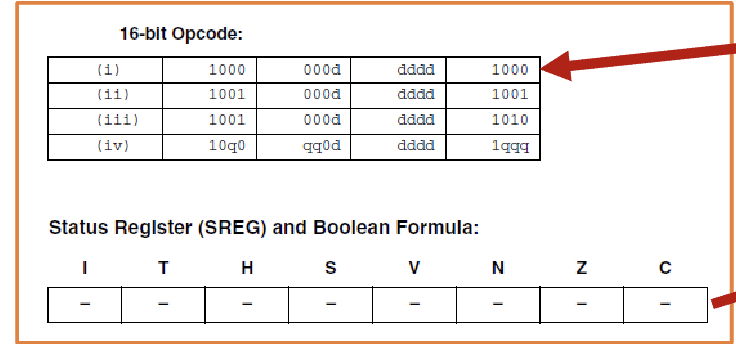 16-bit Opcode:
(i) 1000 000d dddd 1000
(ii) 1001 000d dddd 1001
(iii) 1001 000d dddd 1010
(iv) 10q0 qq0d dddd 1qqq
Status Register (SREG) and Boolean Formula:
I T H S V N Z C
– – – – – – – –